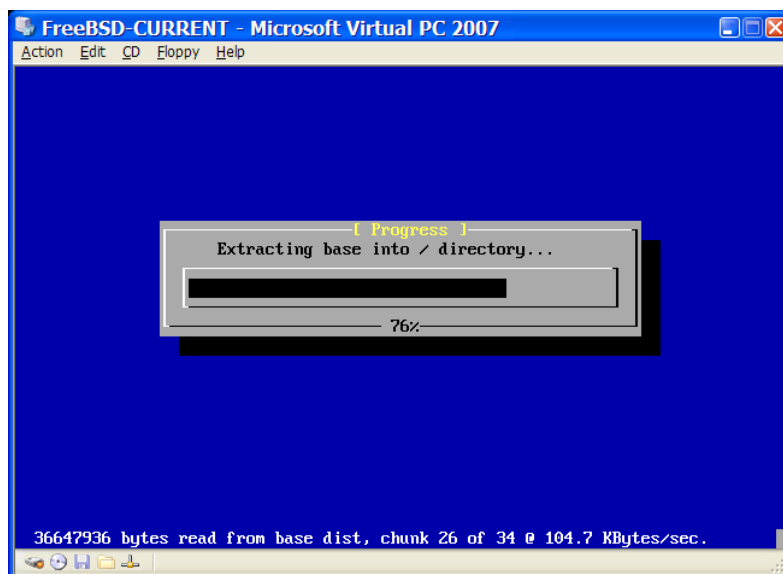 FreeBSD-CURRENT - Microsoft Virtual PC 2007
Action Edit CD Floppy Help
[ Progress ]
Extracting base into / directory...
76%
36647936 bytes read from base dist, chunk 26 of 34 @ 104.7 KBytes/sec.